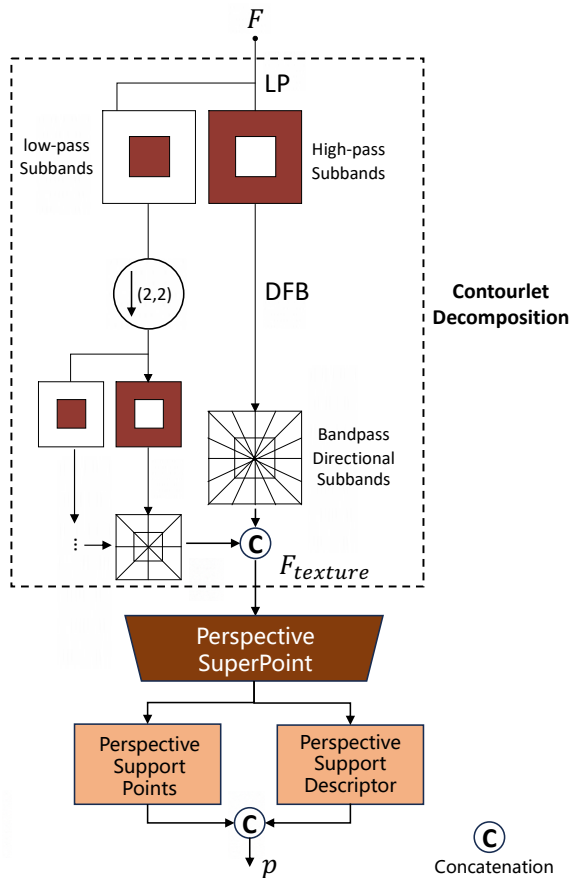 F
LP
low-pass
Subbands
High-pass
Subbands
(2,2)
DFB
Contourlet
Decomposition
Bandpass
Directional
Subbands
...
C
F_texture
Perspective
SuperPoint
Perspspective
Support
Points
Perspective
Support
Descriptor
C
p
C
Concatenation